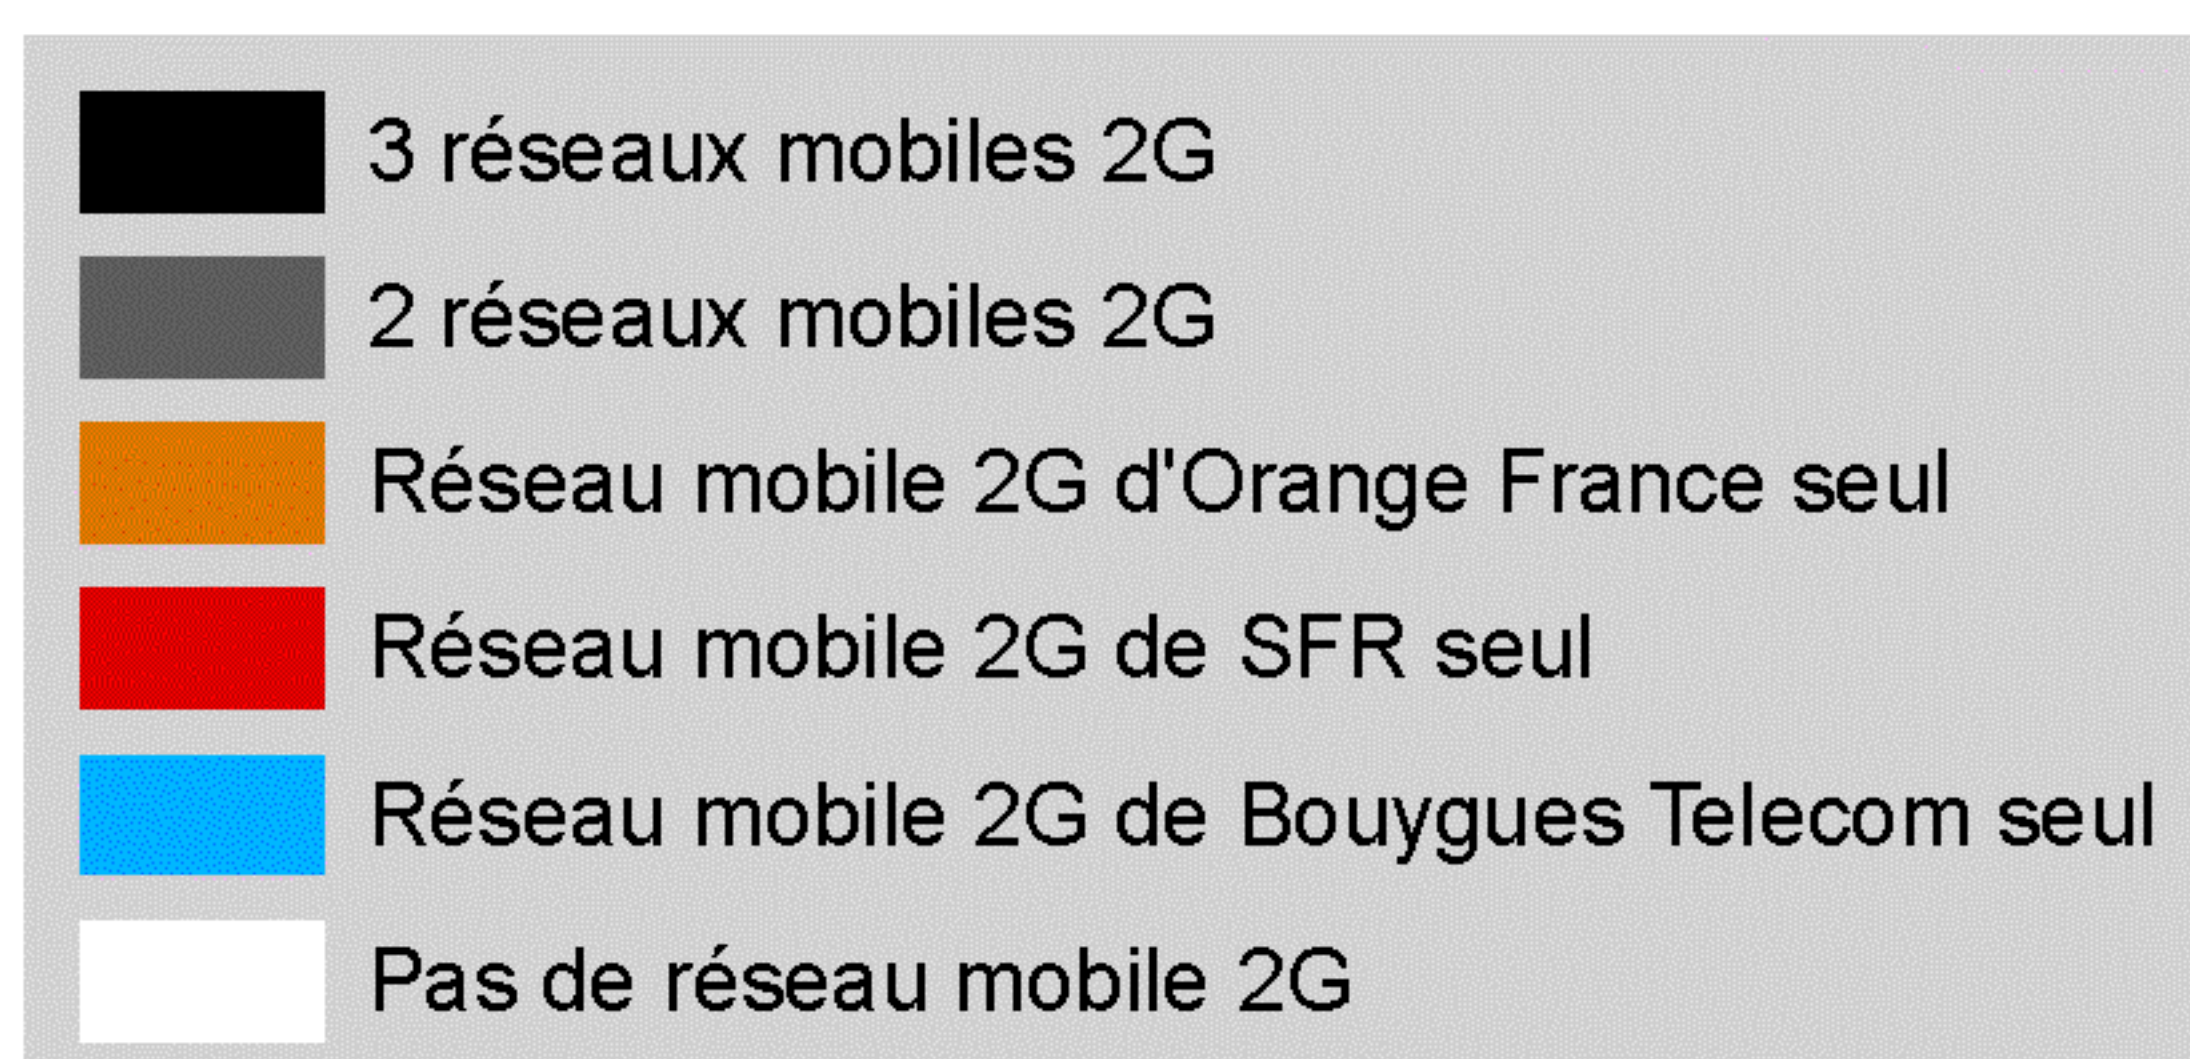 3 réseaux mobiles 2G
2 réseaux mobiles 2G
Réseau mobile 2G d'Orange France seul
Réseau mobile 2G de SFR seul
Réseau mobile 2G de Bouygues Telecom seul
Pas de réseau mobile 2G